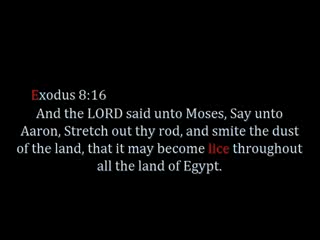 Exodus 8:16
And the LORD said unto Moses, Say unto
Aaron, Stretch out thy rod, and smite the dust
of the land, that it may become lice throughout
all the land of Egypt.